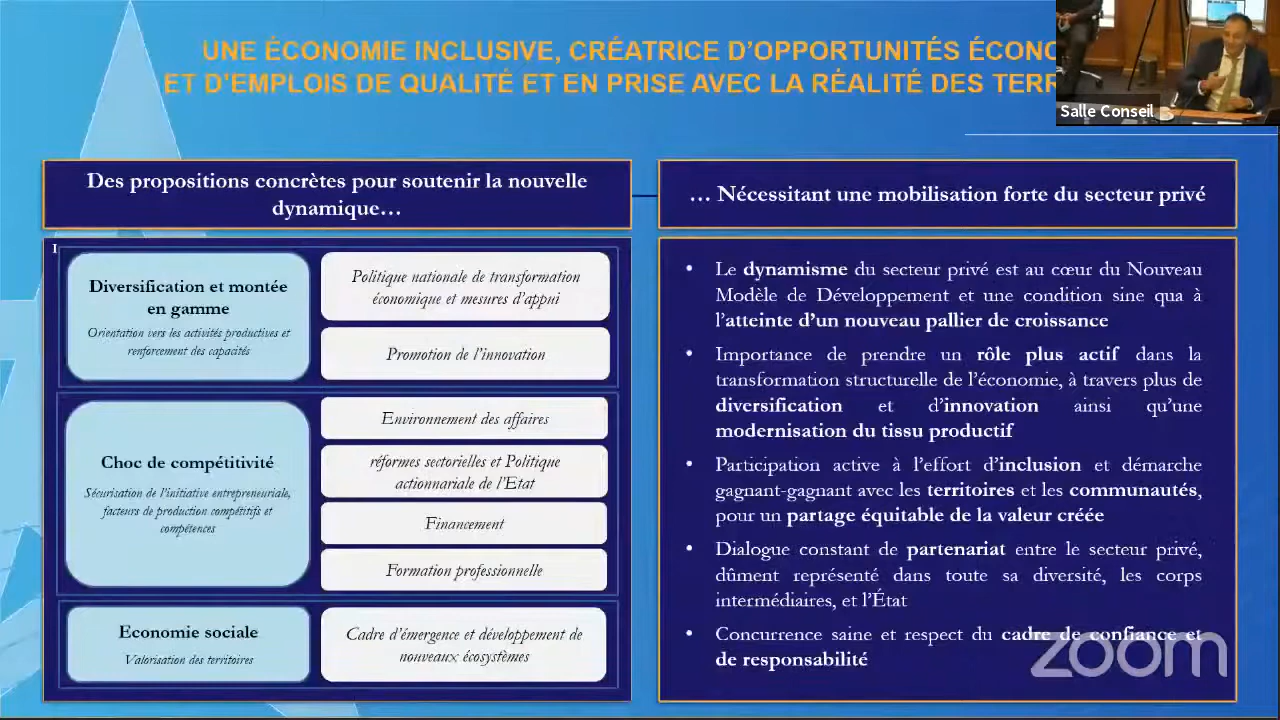 UNE ÉCONOMIE INCLUSIVE, CRÉATRICE D'OPPORTUNITÉS
ET D'EMPLOIS DE QUALITÉ ET EN PRISE AVEC LA RÉALITÉ DES
Salle Conseil
Des propositions concrètes pour soutenir la nouvelle
dynamique…
I
Diversification et montée
en gamme
Orientation vers les activités productives et
renforcement des capacités
Politique nationale de transformation
économique et mesures d'appui
Promotion de l'innovation
Choc de compétitivité
Sécurisation de l'initiative entrepreneuriale,
facteurs de production compétitifs et
compétences
Environnement des affaires
réformes sectorielles et Politique
actionnariale de l'Etat
Financement
Formation professionnelle
Economie sociale
Valorisation des territoires
Cadre d'émergence et développement de
nouveaux écosystèmes
… Nécessitant une mobilisation forte du secteur privé
• Le dynamisme du secteur privé est au cœur du Nouveau
Modèle de Développement et une condition sine qua à
l'atteinte d'un nouveau pallier de croissance
• Importance de prendre un rôle plus actif dans la
transformation structurelle de l'économie, à travers plus de
diversification et d'innovation ainsi qu'une
modernisation du tissu productif
• Participation active à l'effort d'inclusion et démarche
gagnant-gagnant avec les territoires et les communautés,
pour un partage équitable de la valeur créée
• Dialogue constant de partenariat entre le secteur privé,
dûment représenté dans toute sa diversité, les corps
intermédiaires, et l'État
• Concurrence saine et respect du cadre de confiance et
de responsabilité
zoom